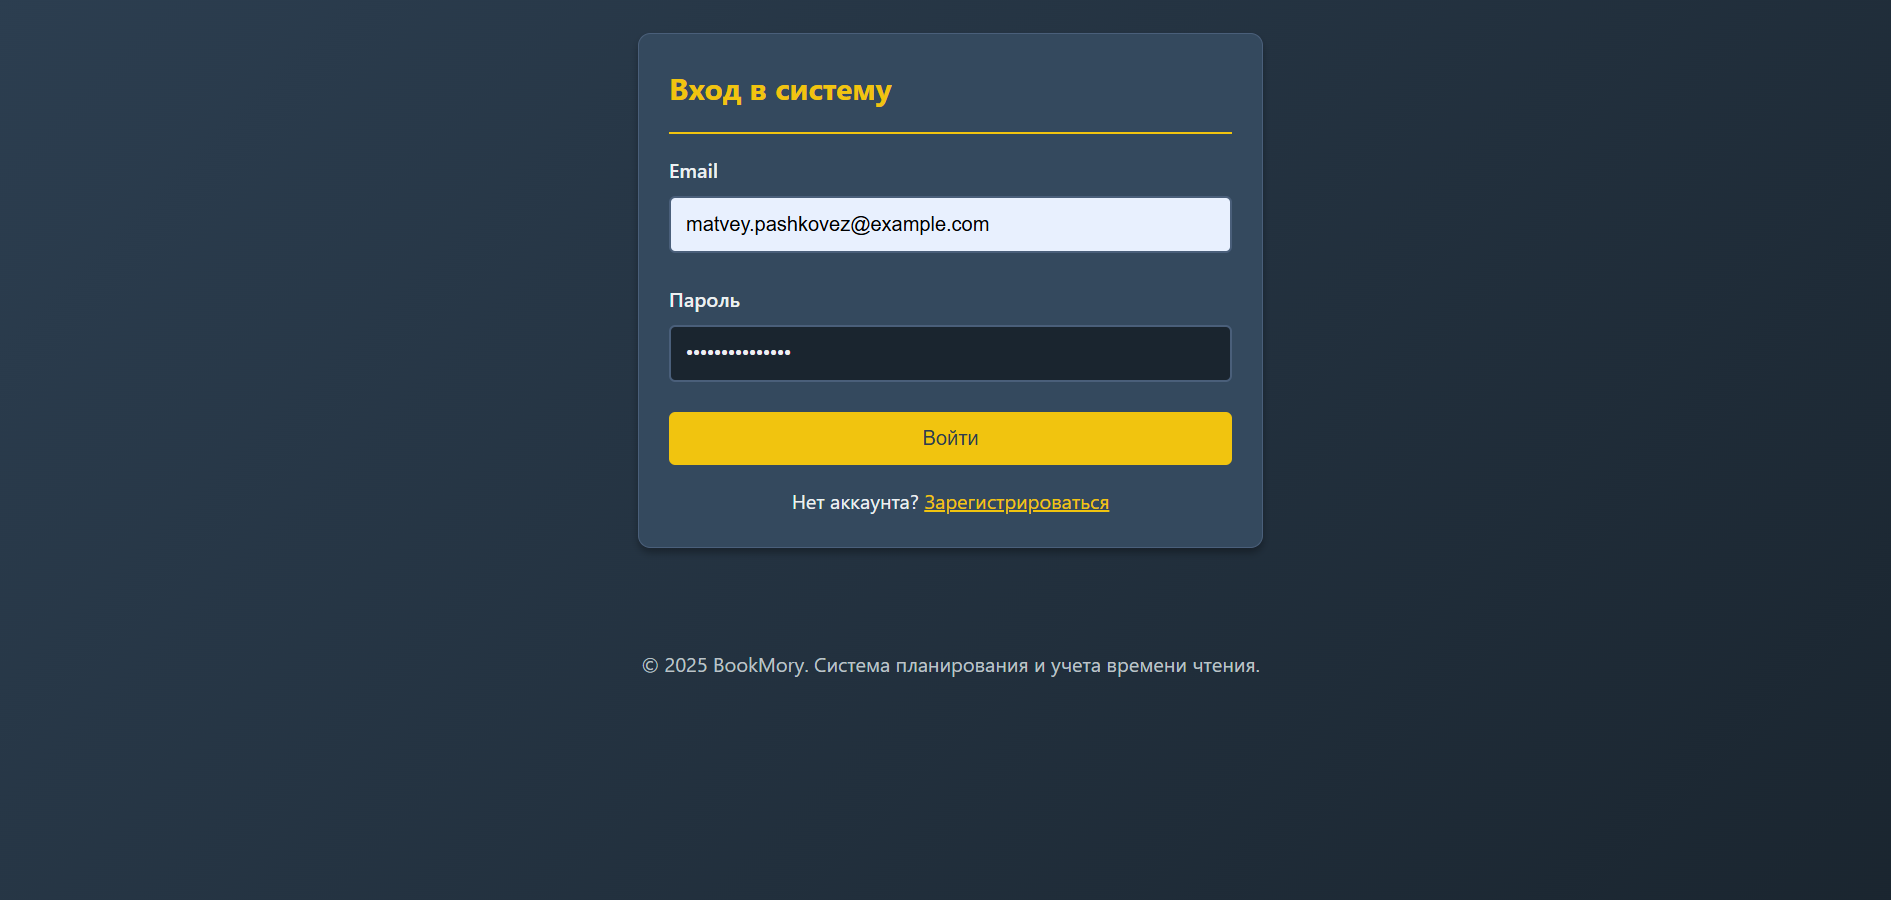 Вход в систему
Email
matvey.pashkovez@example.com
Пароль
•••••••••••••••
Войти
Нет аккаунта? Зарегистрироваться
© 2025 BookMory. Система планирования и учета времени чтения.